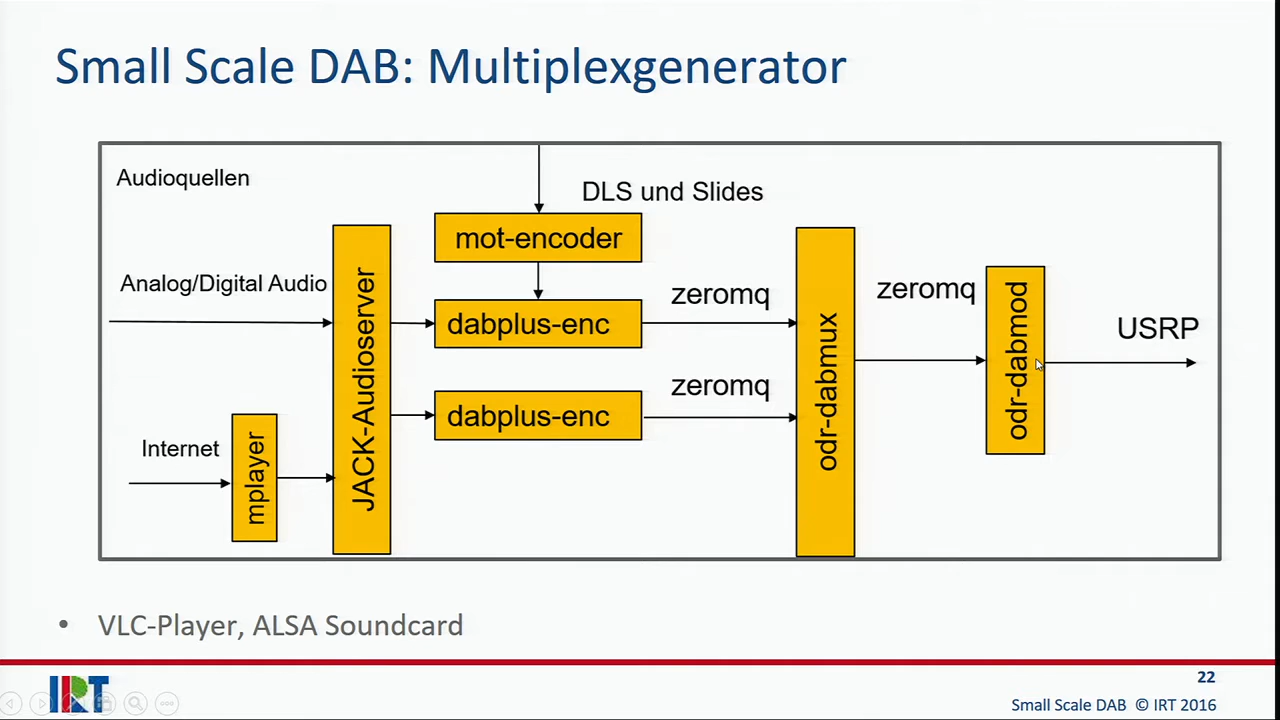 Small Scale DAB: Multiplexgenerator
Audioquellen
DLS und Slides
mot-encoder
Analog/Digital Audio
JACK-Audioserver
dabplus-enc
zeromq
odr-dabmux
zeromq
odr-dabmod
USRP
dabplus-enc
zeromq
Internet
mplayer
• VLC-Player, ALSA Soundcard
IRT
22
Small Scale DAB © IRT 2016